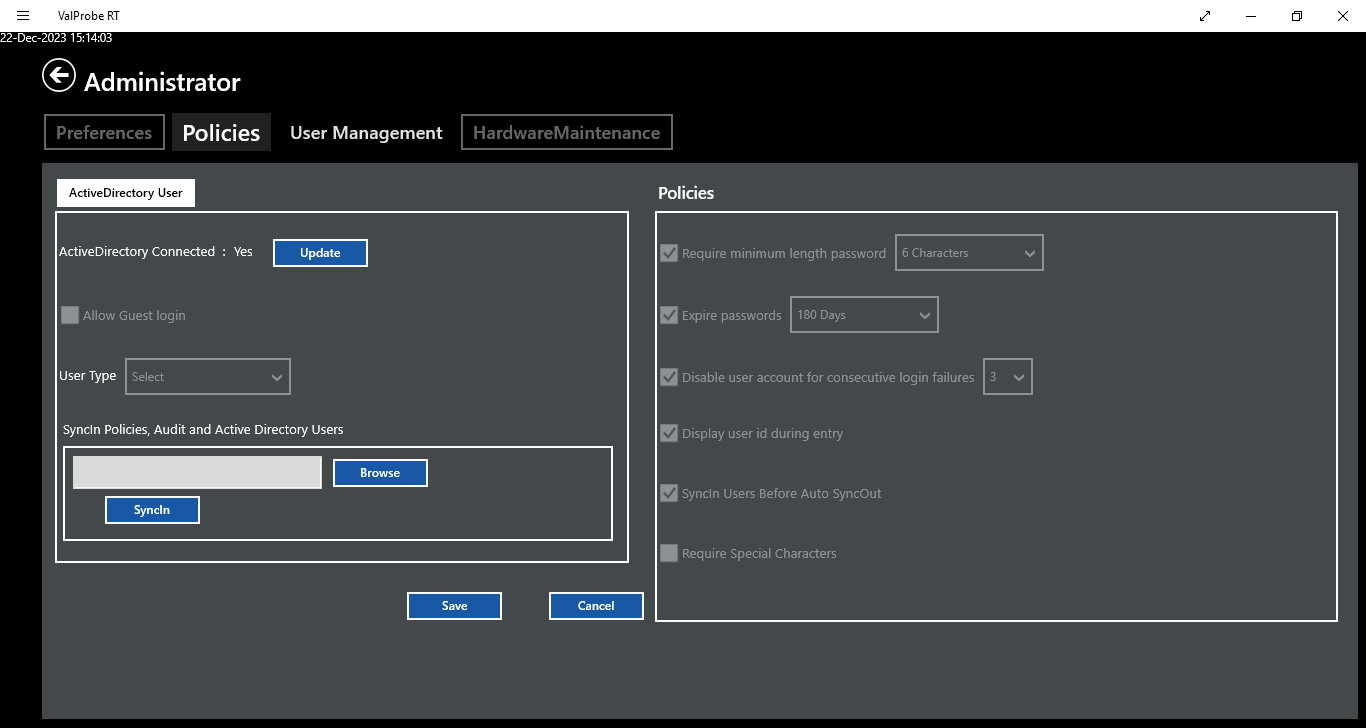 ValProbe RT
22-Dec-2023 15:14:03
Administrator
Preferences Policies User Management HardwareMaintenance
ActiveDirectory User
ActiveDirectory Connected : Yes Update
Allow Guest login
User Type Select
SyncIn Policies, Audit and Active Directory Users
Browse
SyncIn
Save Cancel
Policies
Require minimum length password 6 Characters
Expire passwords 180 Days
Disable user account for consecutive login failures 3
Display user id during entry
SyncIn Users Before Auto SyncOut
Require Special Characters